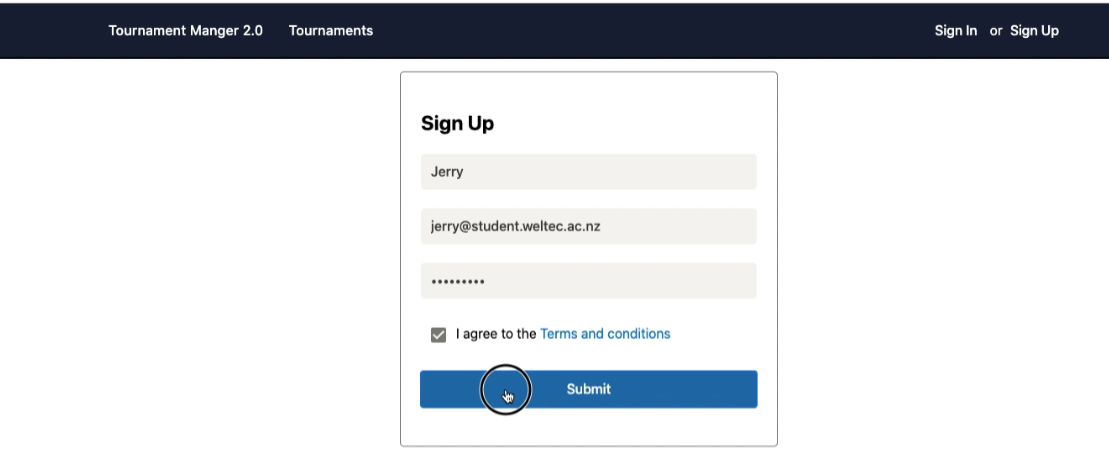 Tournament Manger 2.0 Tournaments Sign In or Sign Up
Sign Up
Jerry
jerry@student.weltec.ac.nz
•••••••••
I agree to the Terms and conditions
Submit